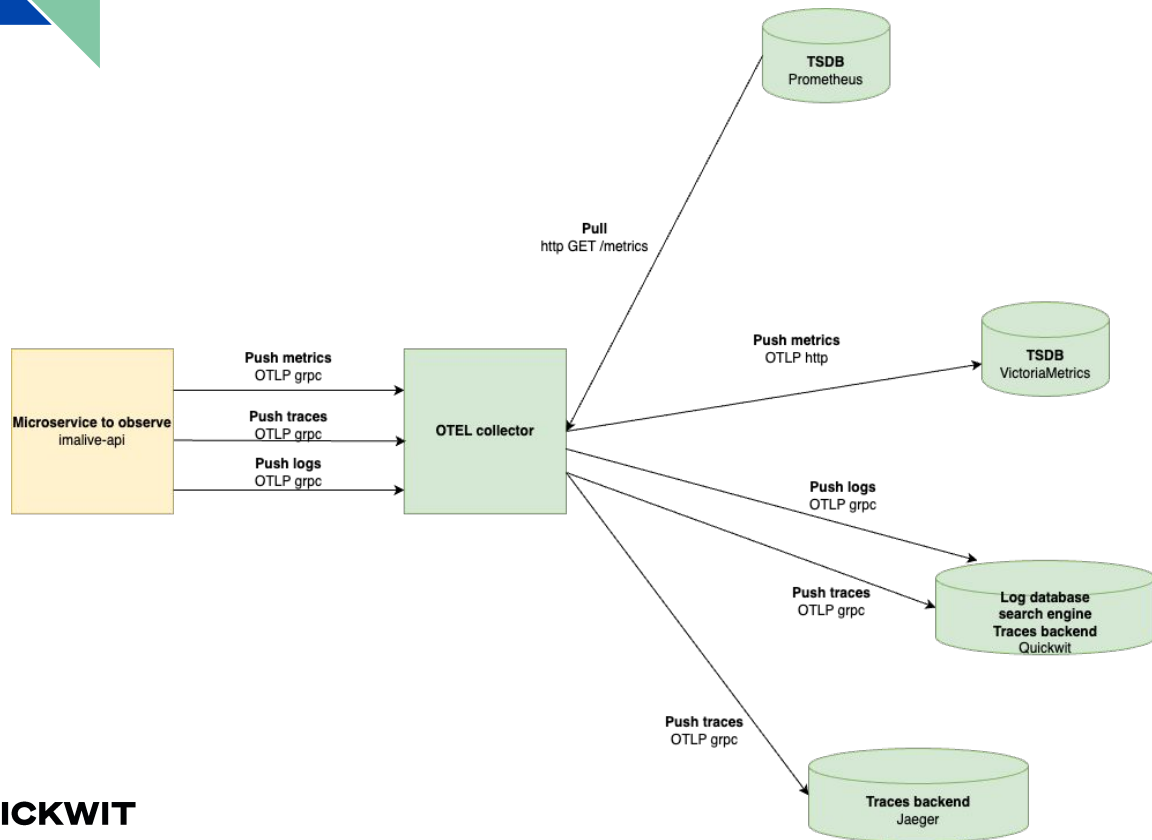 TSDB
Prometheus
Pull
http GET /metrics
Push metrics
OTLP http
TSDB
VictoriaMetrics
Push metrics
OTLP grpc
Push traces
OTLP grpc
Push logs
OTLP grpc
Microservice to observe
imalive-api
OTEL collector
Push logs
OTLP grpc
Push traces
OTLP grpc
Log database
search engine
Traces backend
Quickwit
Push traces
OTLP grpc
Traces backend
Jaeger
ICKWIT